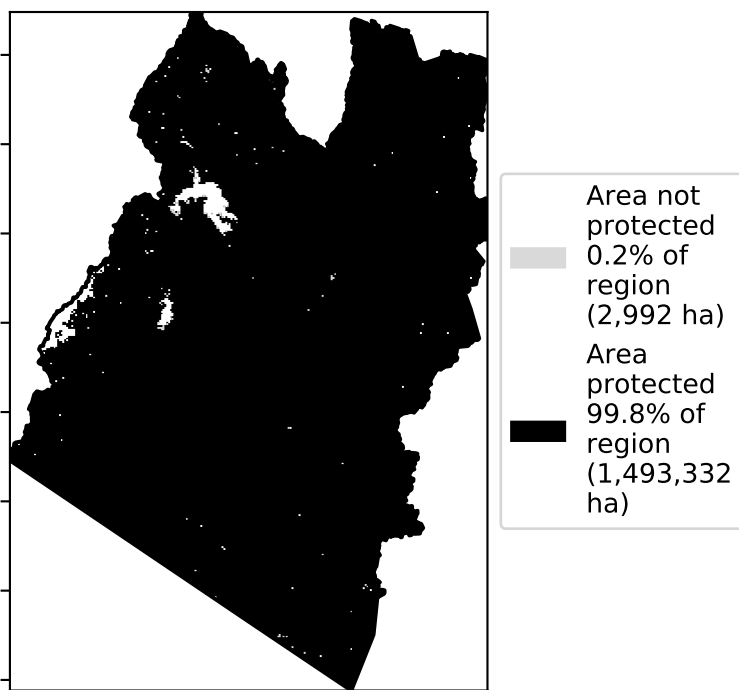 Area not
protected
0.2% of
region
(2,992 ha)
Area
protected
99.8% of
region
(1,493,332
ha)